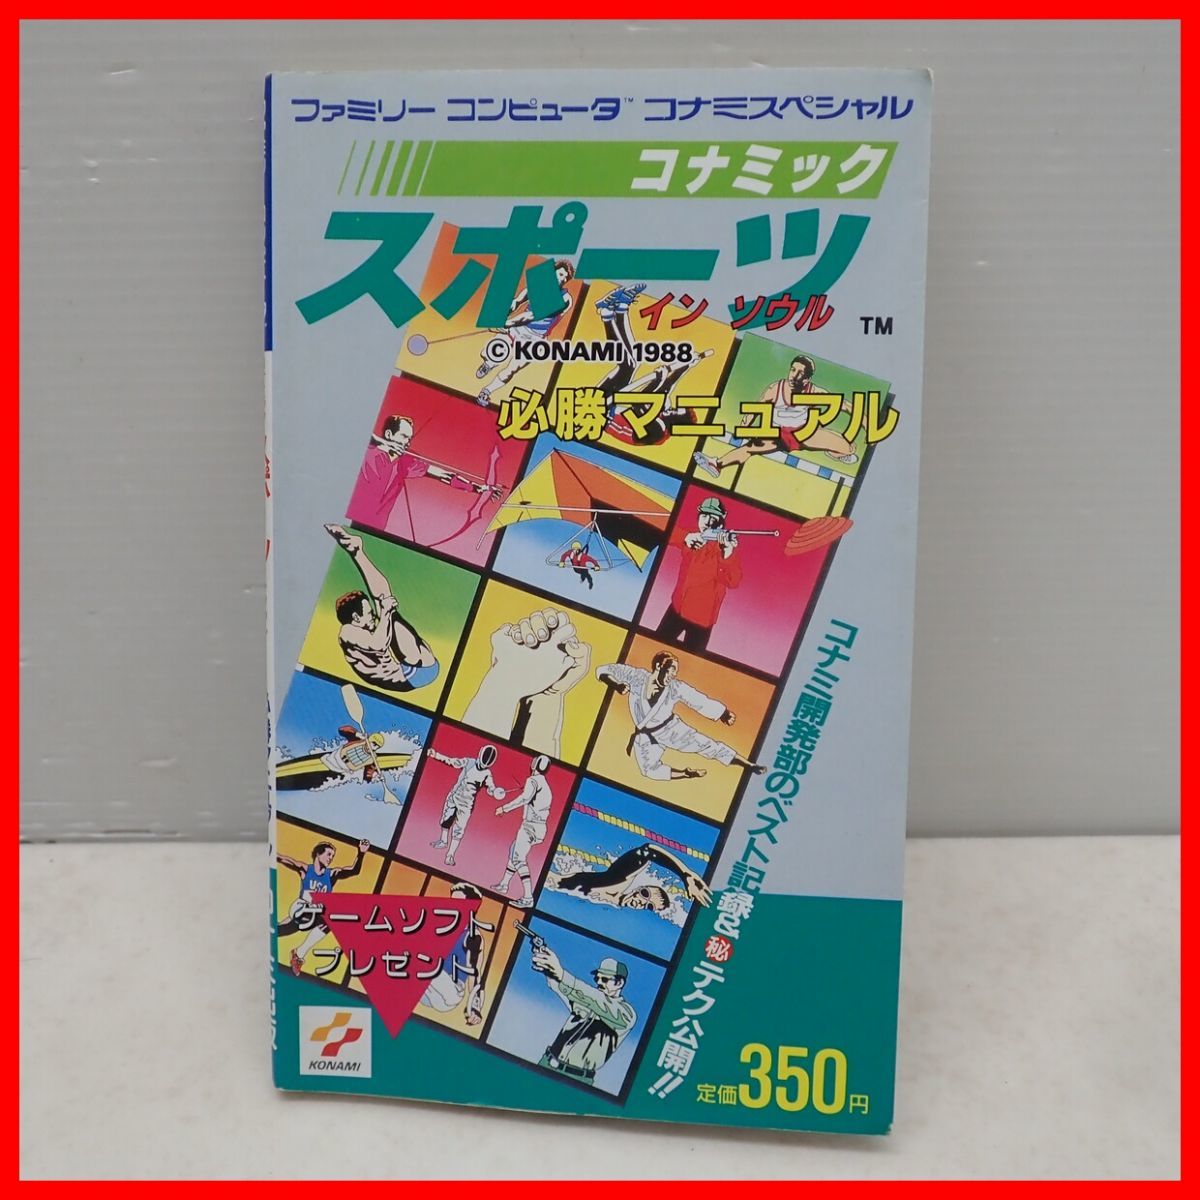 ファミリー コンピュータ™ コナミスペシャル
コナミック
スポーツ
イン ソウル
TM
© KONAMI 1988
必勝マニュアル
コナミ開発部のベスト記録&㊙テク公開!!
USA
ゲームソフト
プレゼント
KONAMI
定価350円